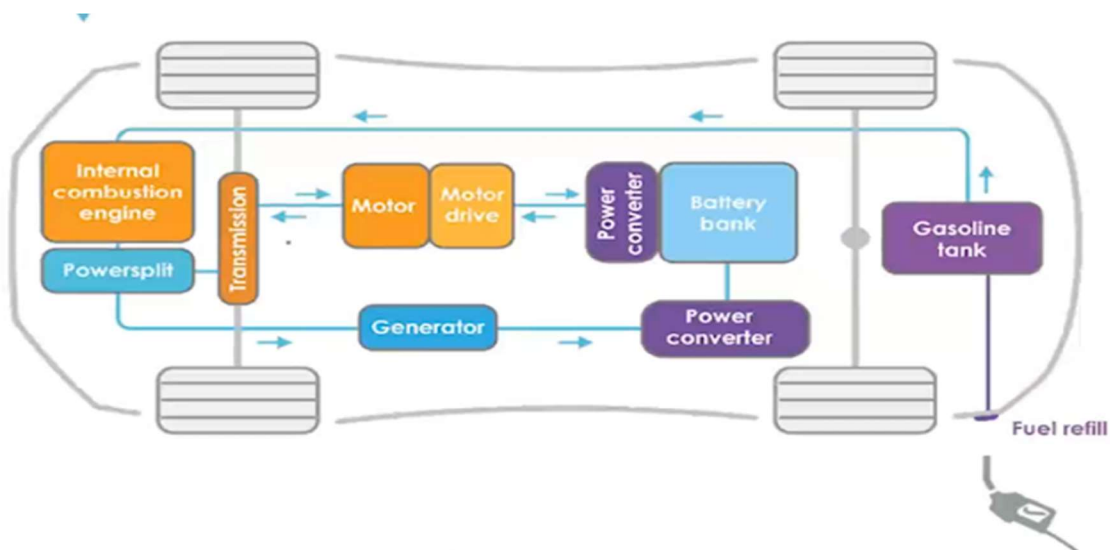 Internal
combustion
engine
Powersplit
Transmission
Motor
Motor
drive
Power
converter
Battery
bank
Gasoline
tank
Generator
Power
converter
Fuel refill